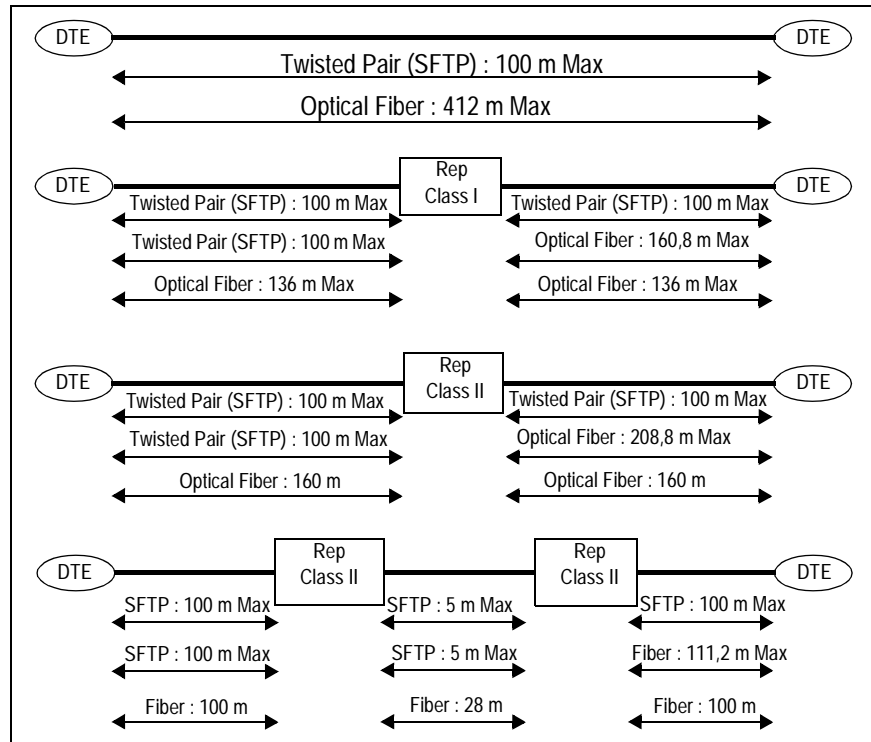 DTE DTE
Twisted Pair (SFTP) : 100 m Max
Optical Fiber : 412 m Max
Rep
DTE Class I DTE
Twisted Pair (SFTP) : 100 m Max Twisted Pair (SFTP) : 100 m Max
Twisted Pair (SFTP) : 100 m Max Optical Fiber : 160,8 m Max
Optical Fiber : 136 m Max Optical Fiber : 136 m Max
Rep
DTE Class II DTE
Twisted Pair (SFTP) : 100 m Max Twisted Pair (SFTP) : 100 m Max
Twisted Pair (SFTP) : 100 m Max Optical Fiber : 208,8 m Max
Optical Fiber : 160 m Optical Fiber : 160 m
Rep Rep
DTE Class II Class II DTE
SFTP : 100 m Max SFTP : 5 m Max SFTP : 100 m Max
SFTP : 100 m Max SFTP : 5 m Max Fiber : 111,2 m Max
Fiber : 100 m Fiber : 28 m Fiber : 100 m